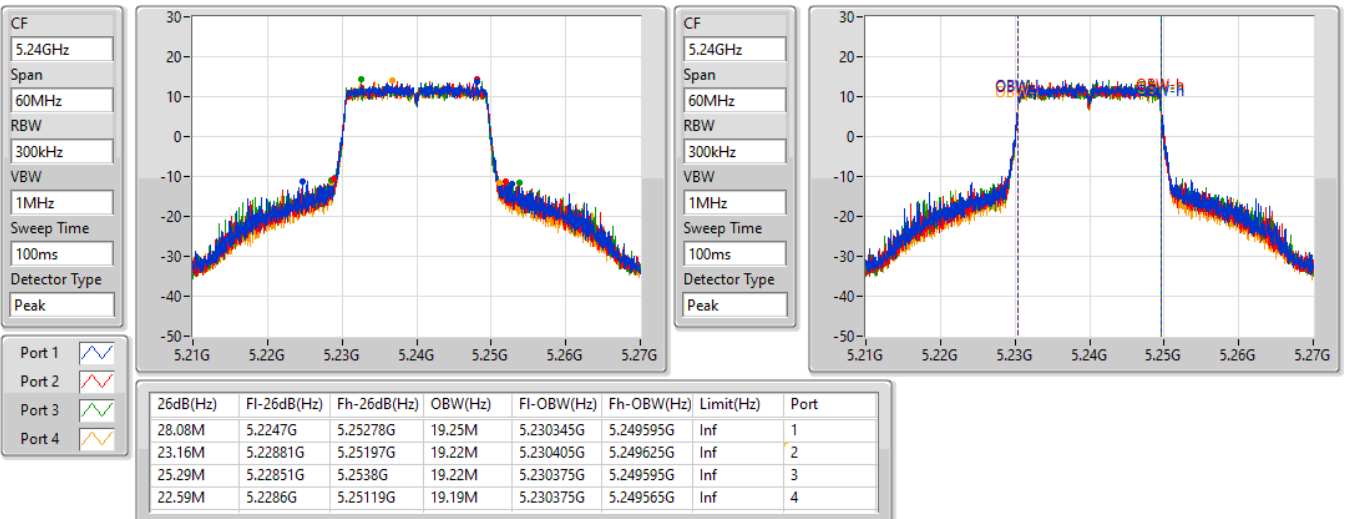 CF
5.24GHz
Span
60MHz
RBW
300kHz
VBW
1MHz
Sweep Time
100ms
Detector Type
Peak
30
20
10
0
-10
-20
-30
-40
-50
5.21G 5.22G 5.23G 5.24G 5.25G 5.26G 5.27G
CF
5.24GHz
Span
60MHz
RBW
300kHz
VBW
1MHz
Sweep Time
100ms
Detector Type
Peak
30
20
10
0
-10
-20
-30
-40
-50
OBW-h
5.21G 5.22G 5.23G 5.24G 5.25G 5.26G 5.27G
Port 1
Port 2
Port 3
Port 4
26dB(Hz) Fl-26dB(Hz) Fh-26dB(Hz) OBW(Hz) Fl-OBW(Hz) Fh-OBW(Hz) Limit(Hz) Port
28.08M 5.2247G 5.25278G 19.25M 5.230345G 5.249595G Inf 1
23.16M 5.22881G 5.25197G 19.22M 5.230405G 5.249625G Inf 2
25.29M 5.22851G 5.2538G 19.22M 5.230375G 5.249595G Inf 3
22.59M 5.2286G 5.25119G 19.19M 5.230375G 5.249565G Inf 4